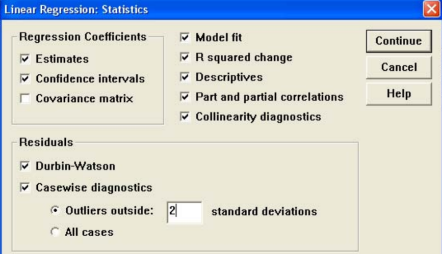 Linear Regression: Statistics
Regression Coefficients
Estimates
Confidence intervals
Covariance matrix
Model fit
R squared change
Descriptives
Part and partial correlations
Collinearity diagnostics
Continue
Cancel
Help
Residuals
Durbin-Watson
Casewise diagnostics
Outliers outside: 2 standard deviations
All cases